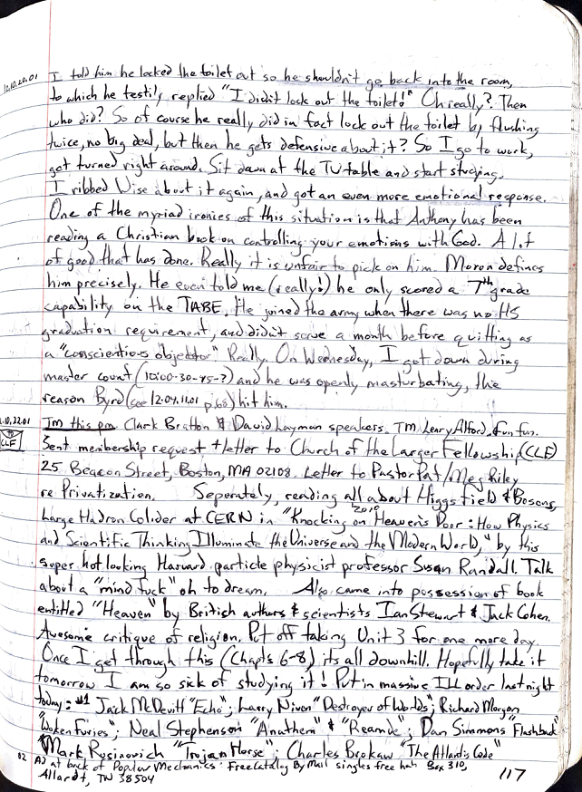 12.10.22.01 I told him he locked the toilet out so he shouldn't go back into the room,
to which he testily replied "I didn't lock out the toilet!" Oh really? Then
who did? So of course he really did in fact lock out the toilet by flushing
twice, no big deal, but then he gets defensive about it? So I go to work,
got turned right around. Sit down at the TV table and start studying.
I ribbed Wise about it again, and got an even more emotional response.
One of the myriad ironies of this situation is that Anthony has been
reading a Christian book on controlling your emotions with God. A lot
of good that has done. Really it is unfair to pick on him. Moron defines
him precisely. He even told me (really!) he only scored a 7th grade
capability on the TABE. He joined the army when there was no HS
graduation requirement, and didn't serve a month before quitting as
a "conscientious objector" Really. On Wednesday, I got down during
master count (10:00-30-45-?) and he was openly masturbating, the
reason Byrd (see 12.04.11.01 p.68) hit him.
Im this pm Clark Bratton & David Layman speakers. TM Leary Alford. Fun fun.
CLF Sent membership request + letter to Church of the Larger Fellowship, (CLF)
25 Beacon Street, Boston, MA 02108. Letter to Pastor Pat/Meg Riley
re Privatization. Seperately, reading all about Higgs field & Bosons,
Large Hadron Colider at CERN in "Knocking on Heaven's Door: How Physics
2010
and Scientific Thinking Illuminate the Universe and the Modern World," by this
super hot looking Harvard particle physicist professor Susan Randall. Talk
about a "mind fuck" oh to dream. Also came into possession of book
entitled "Heaven" by British authors & scientists Ian Stewart & Jack Cohen.
Awesome critique of religion. Put off taking Unit 3 for one more day.
Once I get through this (Chapts 6-8) its all downhill. Hopefully take it
tomorrow I am so sick of studying it! Put in massive ILL order last night
today: #1 Jack McDevitt "Echo"; Larry Niven "Destroyer of Worlds"; Richard Morgan
"Woken Furies"; Neal Stephenson "Anathem" & "Reamde"; Dan Simmons "Flashback"
Mark Rusinovich "Trojan Horse"; Charles Brokaw "The Atlantis Code"
02 Ad at back of Popular Mechanics: Free Catalog By Mail singles free Box 310,
Allardt, TN 38504
117